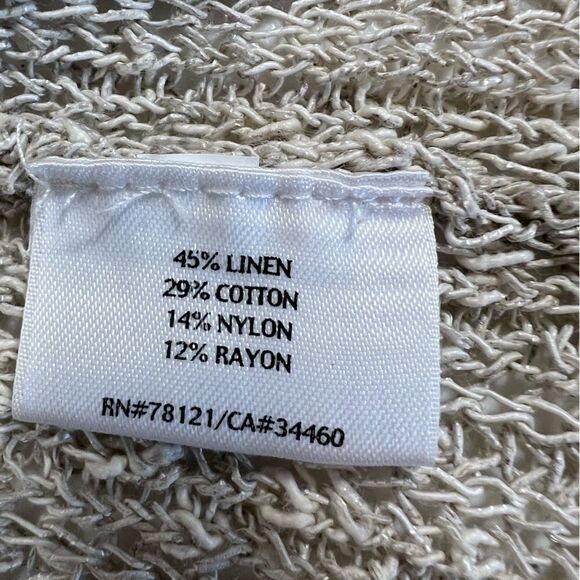 45% LINEN
29% COTTON
14% NYLON
12% RAYON
RN#78121/CA#34460